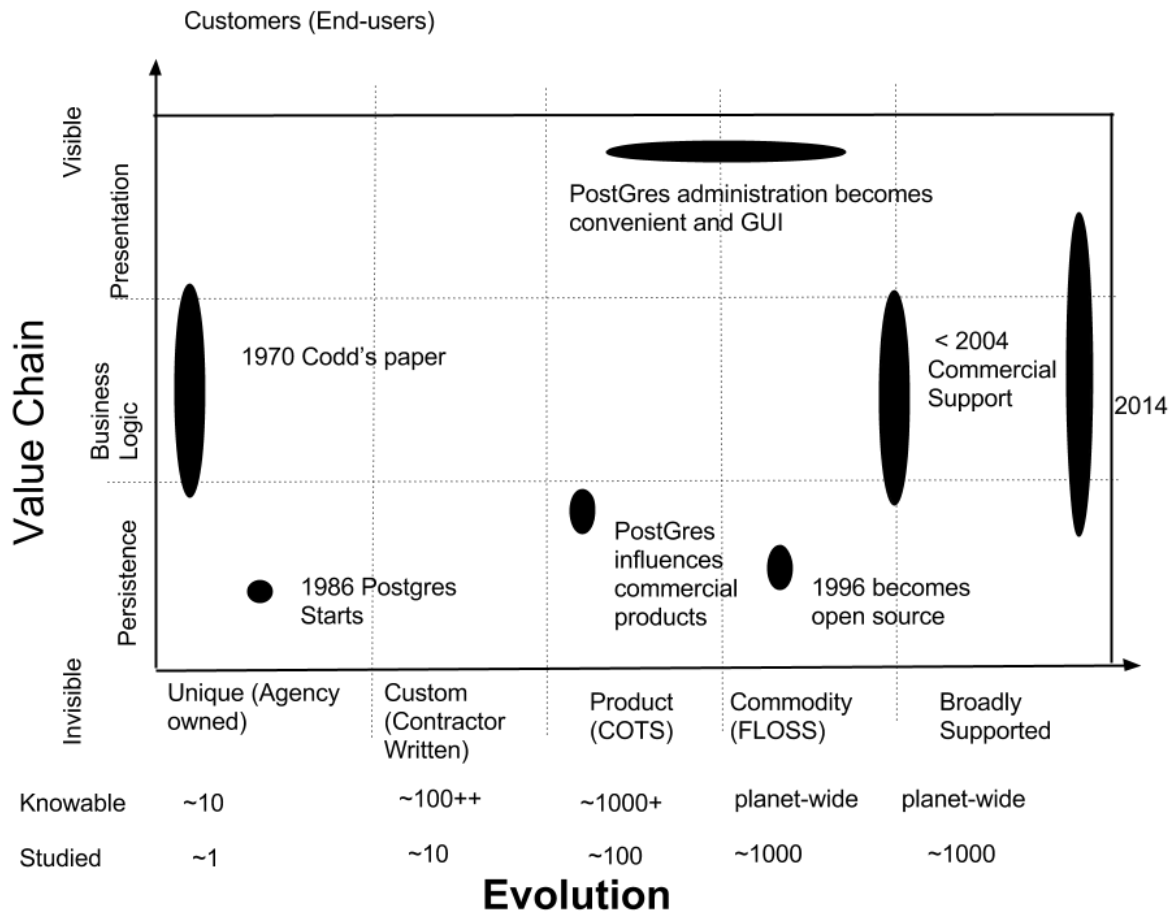 Customers (End-users)
Visible
Presentation
PostGres administration becomes
convenient and GUI
Value Chain
Business
Logic
1970 Codd's paper
< 2004
Commercial
Support
2014
Persistence
1986 Postgres
Starts
PostGres
influences
commercial
products
1996 becomes
open source
Invisible
Unique (Agency
owned)
Custom
(Contractor
Written)
Product
(COTS)
Commodity
(FLOSS)
Broadly
Supported
Knowable ~10 ~100++ ~1000+ planet-wide planet-wide
Studied ~1 ~10 ~100 ~1000 ~1000
Evolution